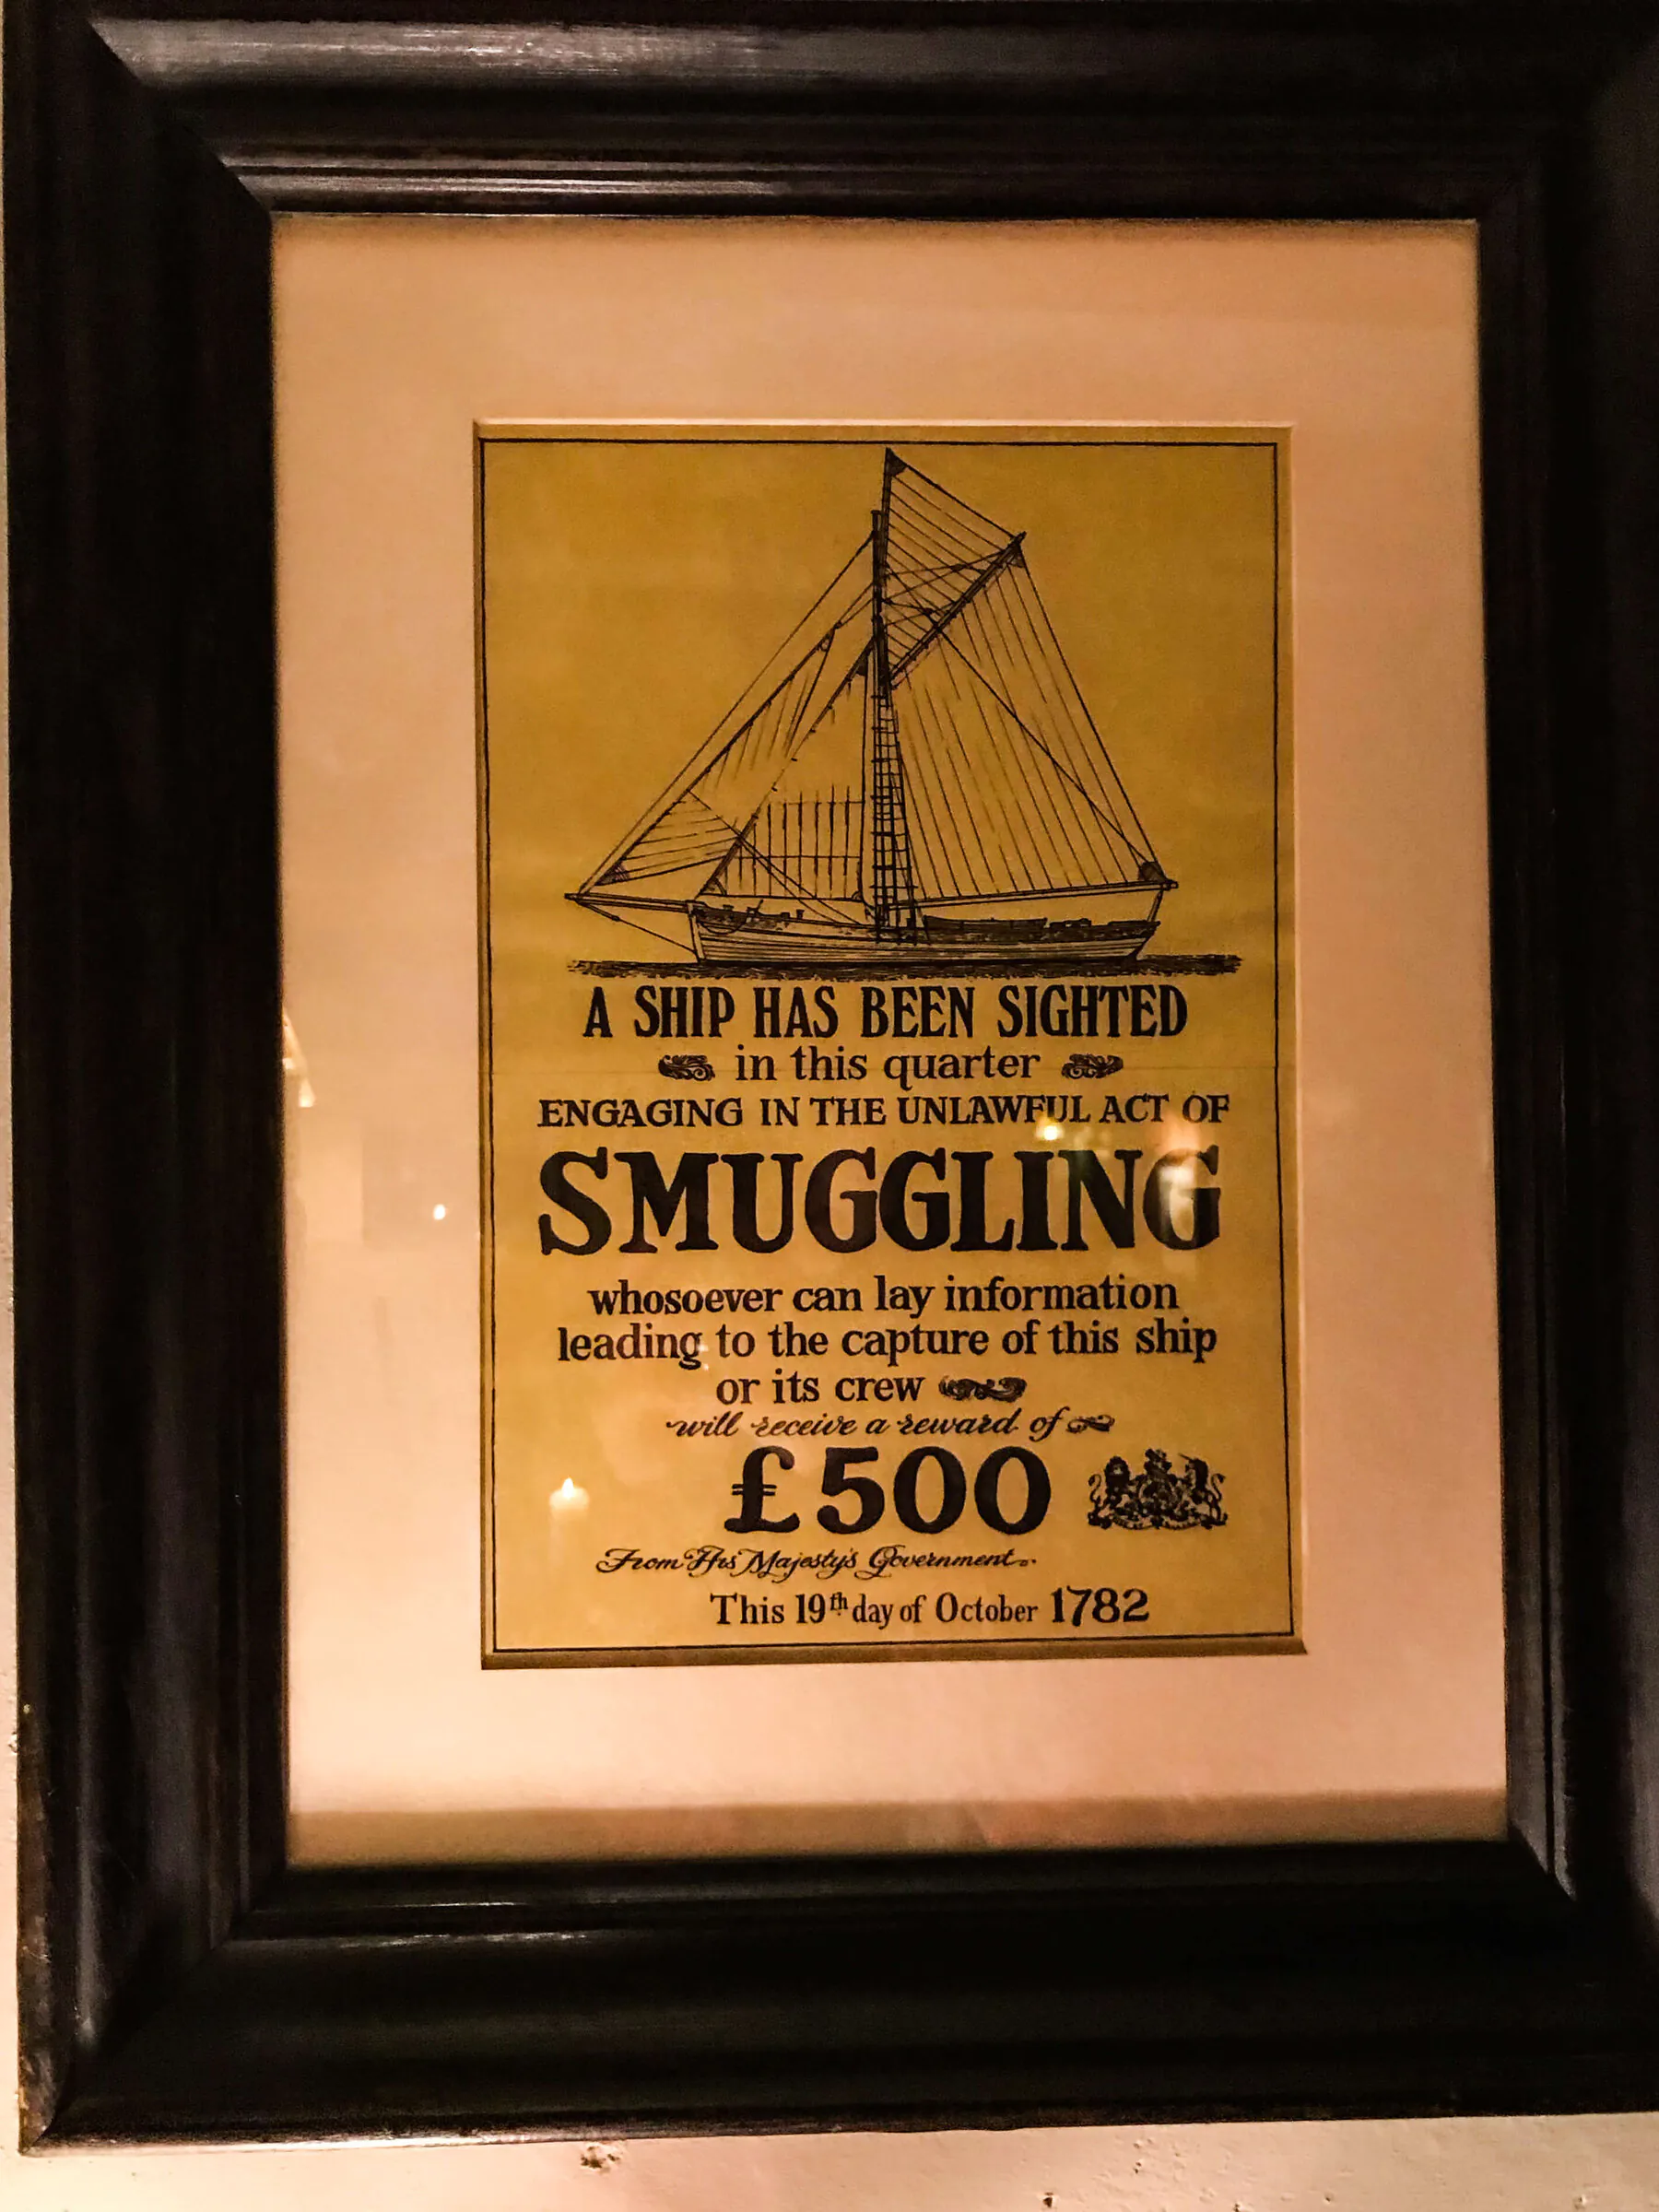 A SHIP HAS BEEN SIGHTED
in this quarter
ENGAGING IN THE UNLAWFUL ACT OF
SMUGGLING
whosoever can lay information
leading to the capture of this ship
or its crew
will receive a reward of
£500
From His Majesty's Government.
This 19th day of October 1782